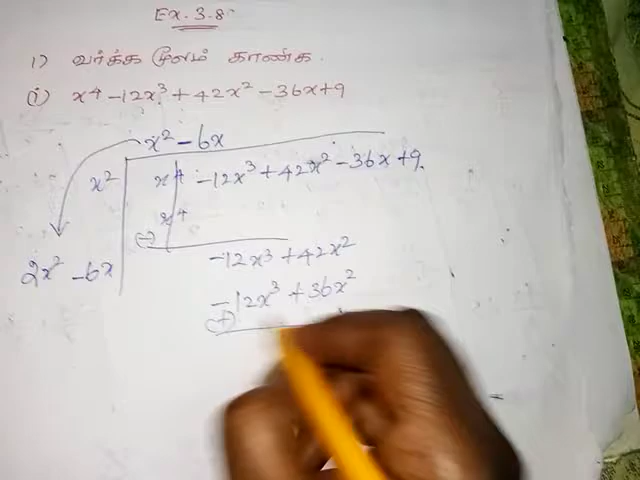 Ex. 3.8
1) வர்க்க மூலம் காண்க.
(i) x⁴ - 12x³ + 42x² - 36x + 9
x² - 6x
x² x⁴ - 12x³ + 42x² - 36x + 9.
x⁴
(-)
- 12x³ + 42x²
2x² - 6x
- 12x³ + 36x²
(+)